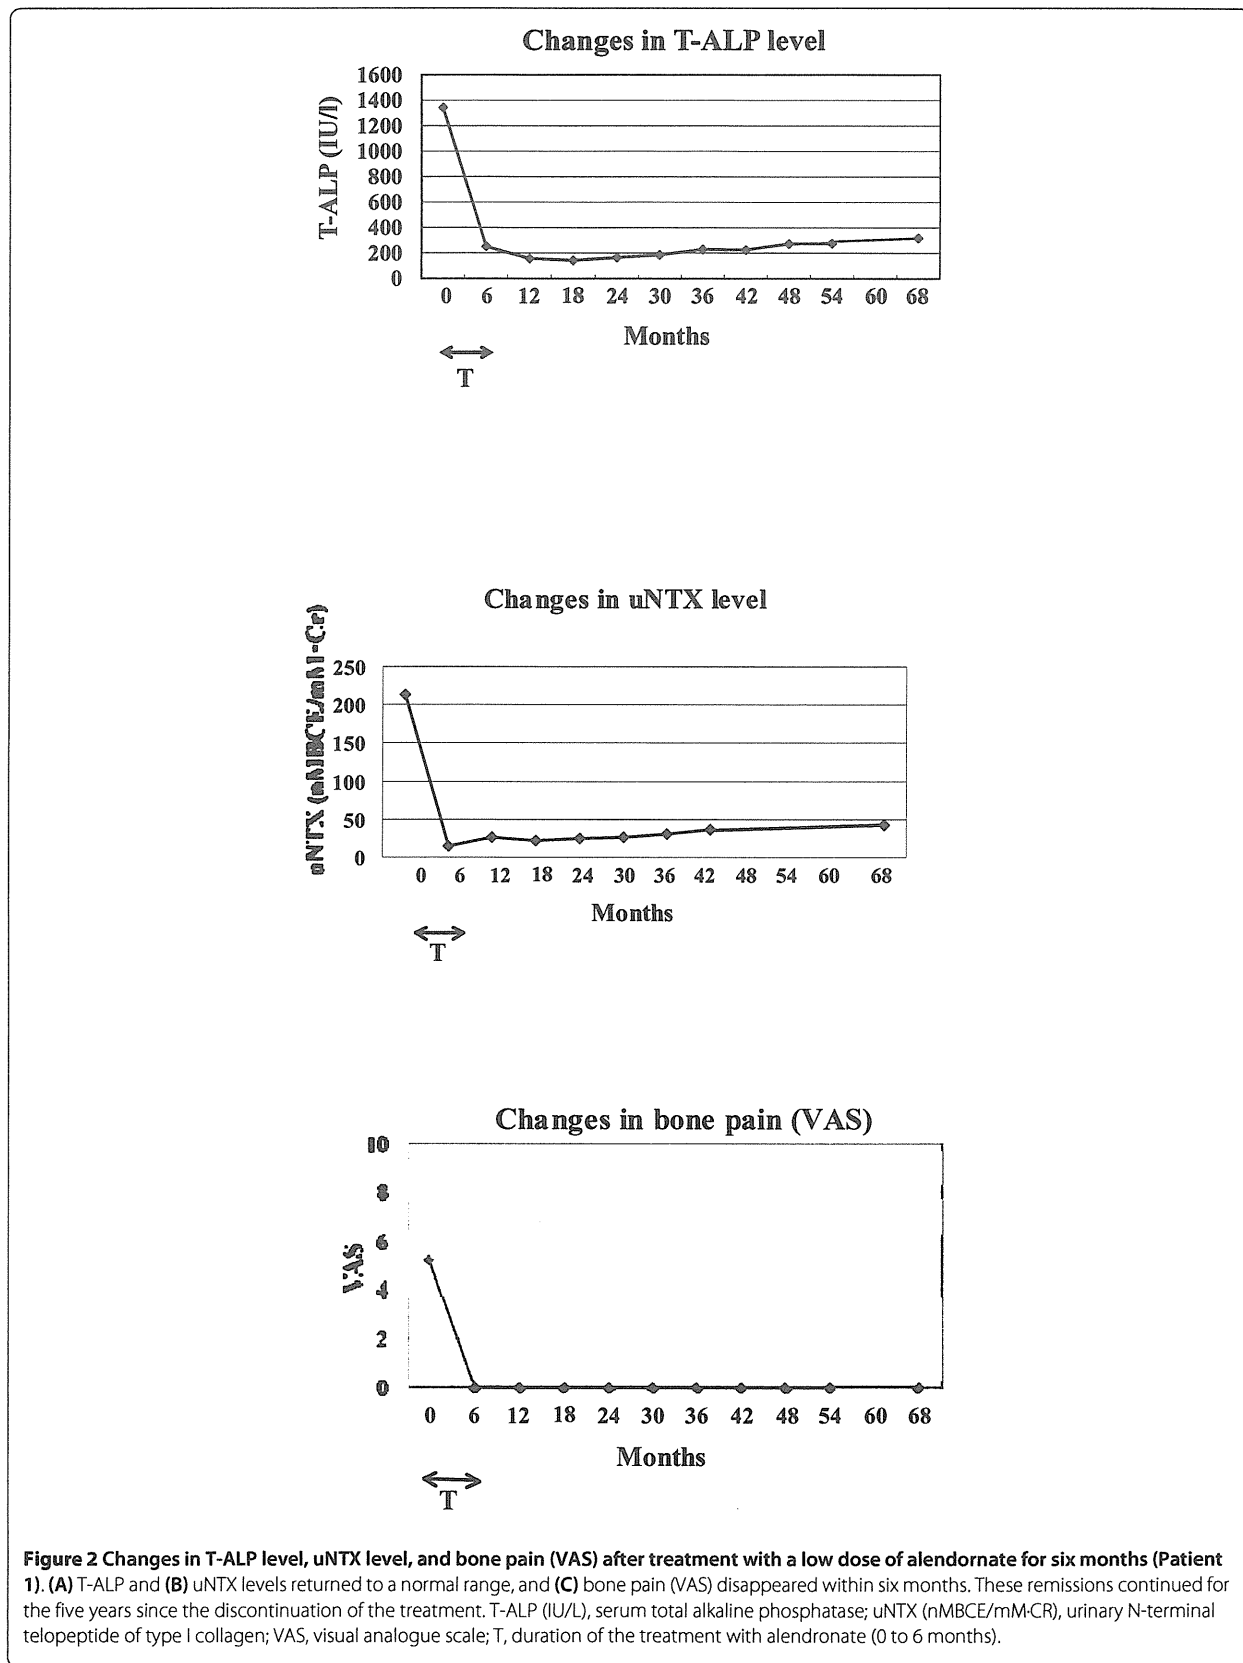 Changes in T-ALP level
T-ALP (IU/l)
1600
1400
1200
1000
800
600
400
200
0
0 6 12 18 24 30 36 42 48 54 60 68
Months
T
Changes in uNTX level
uNTX (nMBCE/mM·Cr)
250
200
150
100
50
0
0 6 12 18 24 30 36 42 48 54 60 68
Months
T
Changes in bone pain (VAS)
VAS
10
8
6
4
2
0
0 6 12 18 24 30 36 42 48 54 60 68
Months
T
Figure 2 Changes in T-ALP level, uNTX level, and bone pain (VAS) after treatment with a low dose of alendornate for six months (Patient
1). (A) T-ALP and (B) uNTX levels returned to a normal range, and (C) bone pain (VAS) disappeared within six months. These remissions continued for
the five years since the discontinuation of the treatment. T-ALP (IU/L), serum total alkaline phosphatase; uNTX (nMBCE/mM·CR), urinary N-terminal
telopeptide of type I collagen; VAS, visual analogue scale; T, duration of the treatment with alendronate (0 to 6 months).